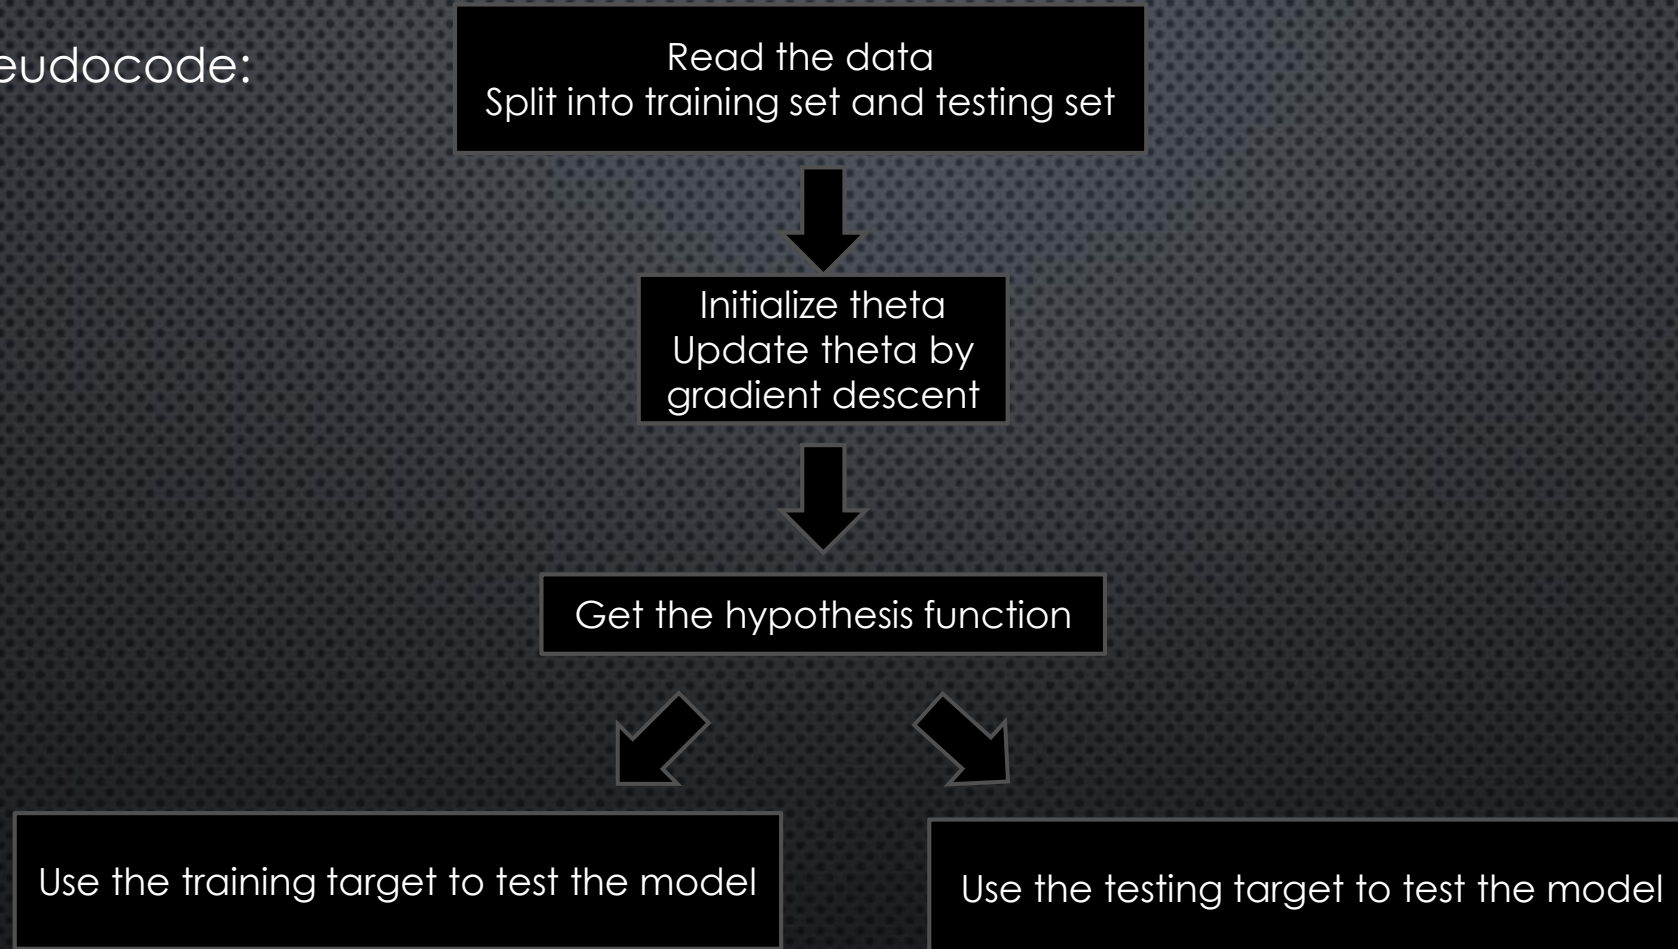 eudocode:
Read the data
Split into training set and testing set
Initialize theta
Update theta by
gradient descent
Get the hypothesis function
Use the training target to test the model
Use the testing target to test the model